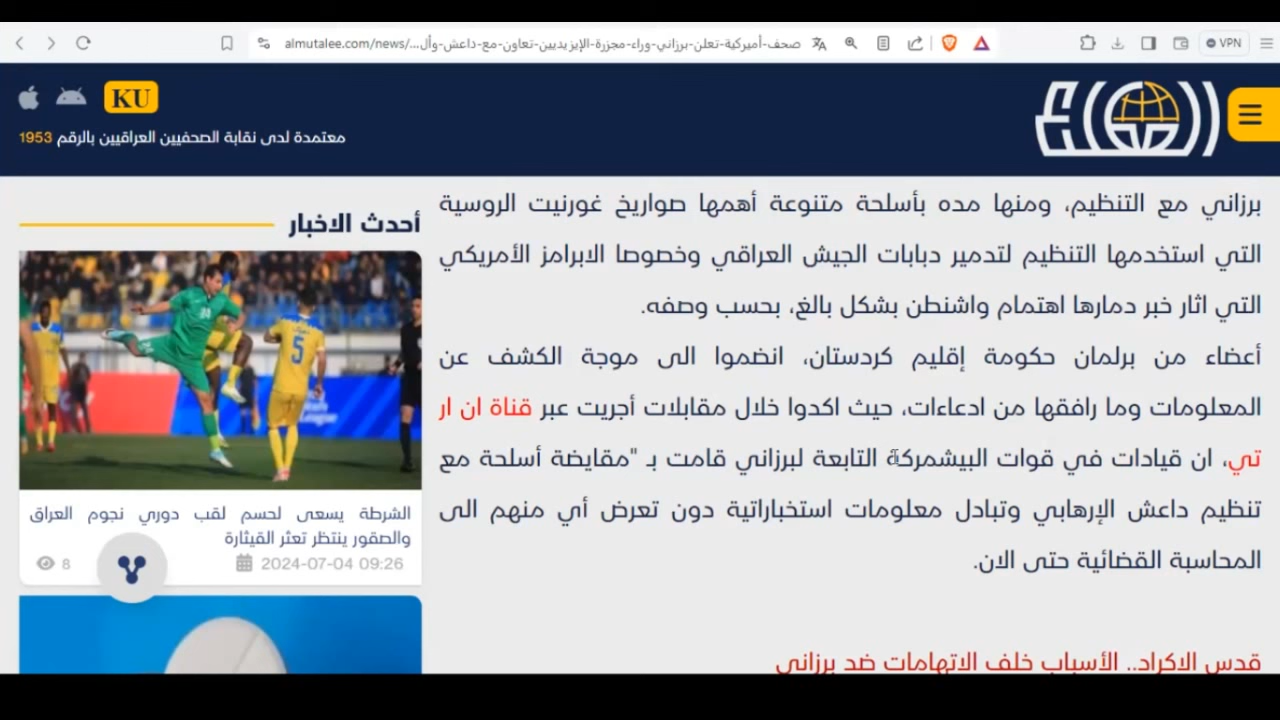 almutalee.com/news/...صحف-أميركية-تعلن-برزاني-وراء-مجزرة-الإيزيديين-تعاون-مع-داعش-وأل
VPN
KU
معتمدة لدى نقابة الصحفيين العراقيين بالرقم 1953
برزاني مع التنظيم، ومنها مده بأسلحة متنوعة أهمها صواريخ غورنيت الروسية
التي استخدمها التنظيم لتدمير دبابات الجيش العراقي وخصوصا الابرامز الأمريكي
التي اثار خبر دمارها اهتمام واشنطن بشكل بالغ، بحسب وصفه.
أعضاء من برلمان حكومة إقليم كردستان، انضموا الى موجة الكشف عن
المعلومات وما رافقها من ادعاءات، حيث اكدوا خلال مقابلات أجريت عبر قناة ان ار
تي، ان قيادات في قوات البيشمركة التابعة لبرزاني قامت بـ "مقايضة أسلحة مع
تنظيم داعش الإرهابي وتبادل معلومات استخباراتية دون تعرض أي منهم الى
المحاسبة القضائية حتى الان.
قدس الاكراد.. الأسباب خلف الاتهامات ضد برزاني
أحدث الاخبار
5
الشرطة يسعى لحسم لقب دوري نجوم العراق
والصقور ينتظر تعثر القيثارة
2024-07-04 09:26
8